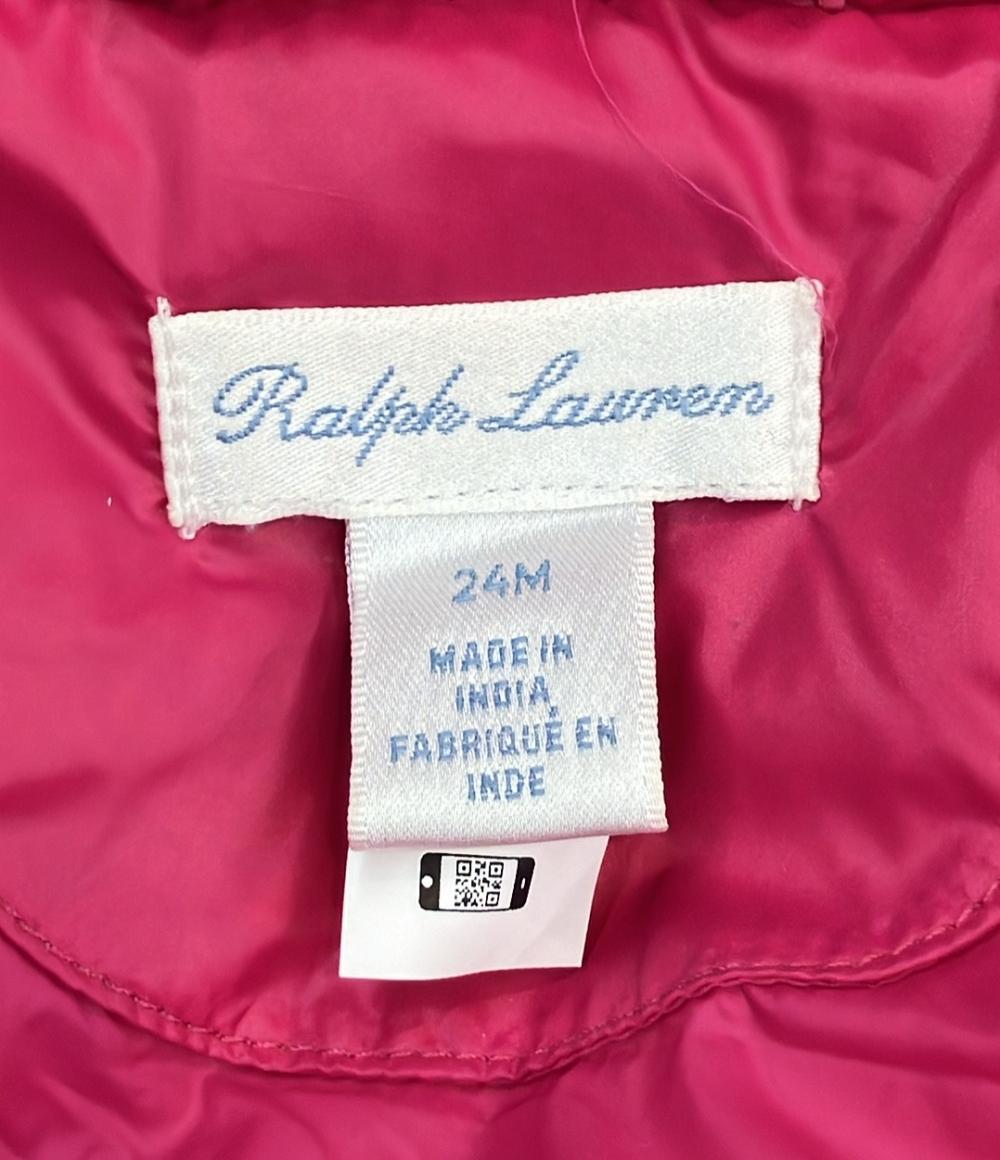 Ralph Lauren
24M
MADE IN
INDIA
FABRIQUÉ EN
INDE